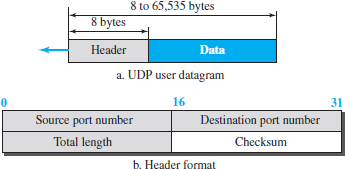 8 to 65,535 bytes
8 bytes
Header Data
a. UDP user datagram
0 16 31
Source port number Destination port number
Total length Checksum
b. Header format